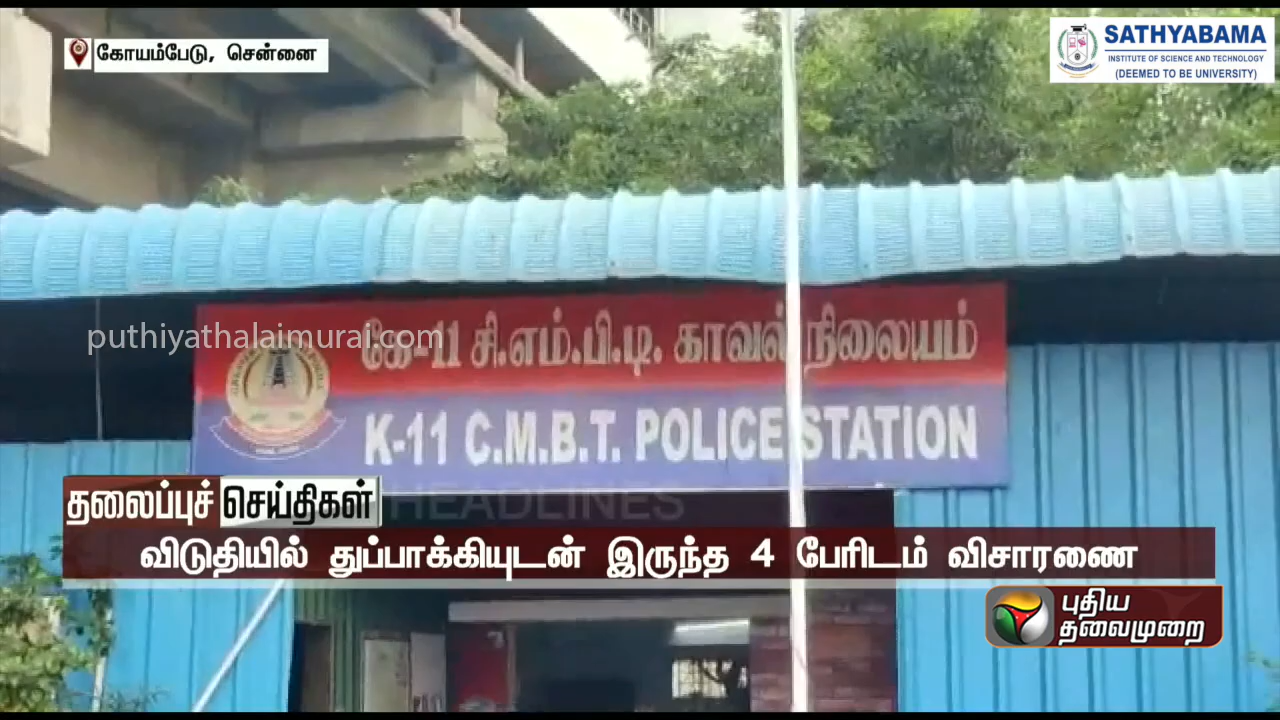 கோயம்பேடு, சென்னை
SATHYABAMA
INSTITUTE OF SCIENCE AND TECHNOLOGY
(DEEMED TO BE UNIVERSITY)
puthiyathalaimurai.com
கே-11 சி.எம்.பி.டி. காவல் நிலையம்
K-11 C.M.B.T. POLICE STATION
தலைப்புச் செய்திகள்
HEADLINES
விடுதியில் துப்பாக்கியுடன் இருந்த 4 பேரிடம் விசாரணை
புதிய
தலைமுறை